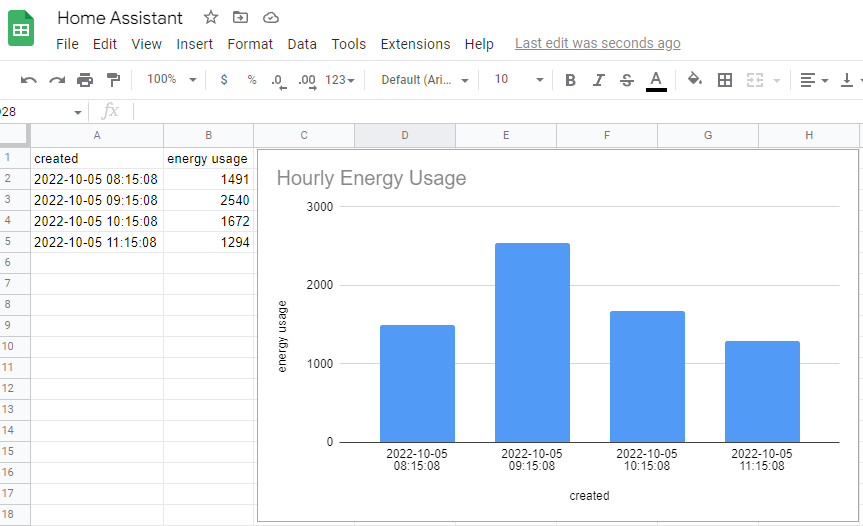 Home Assistant
File Edit View Insert Format Data Tools Extensions Help Last edit was seconds ago
100% $ % .0 .00 123 Default (Ari... 10 B I S A
28 fx
A B C D E F G H
1 created energy usage
2 2022-10-05 08:15:08 1491
3 2022-10-05 09:15:08 2540
4 2022-10-05 10:15:08 1672
5 2022-10-05 11:15:08 1294
6
7
8
9
10
11
12
13
14
15
16
17
18
Hourly Energy Usage
3000
2000
1000
0
energy usage
2022-10-05 2022-10-05 2022-10-05 2022-10-05
08:15:08 09:15:08 10:15:08 11:15:08
created